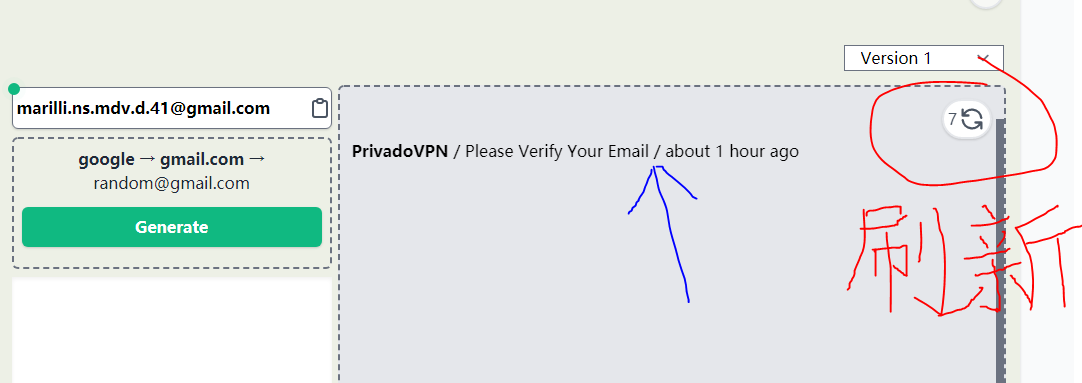 Version 1
marilli.ns.mdv.d.41@gmail.com
google → gmail.com →
random@gmail.com
Generate
7
PrivadoVPN / Please Verify Your Email / about 1 hour ago
刷新